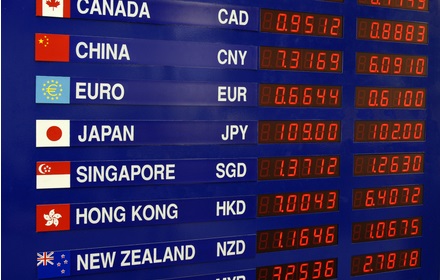 CANADA CAD 0.9512 0.8883
CHINA CNY 7.3169 6.0910
EURO EUR 0.6644 0.6100
JAPAN JPY 109.00 102.00
SINGAPORE SGD 1.3712 1.2630
HONG KONG HKD 7.0043 6.4072
NEW ZEALAND NZD 1.1646 1.0675
2.7818